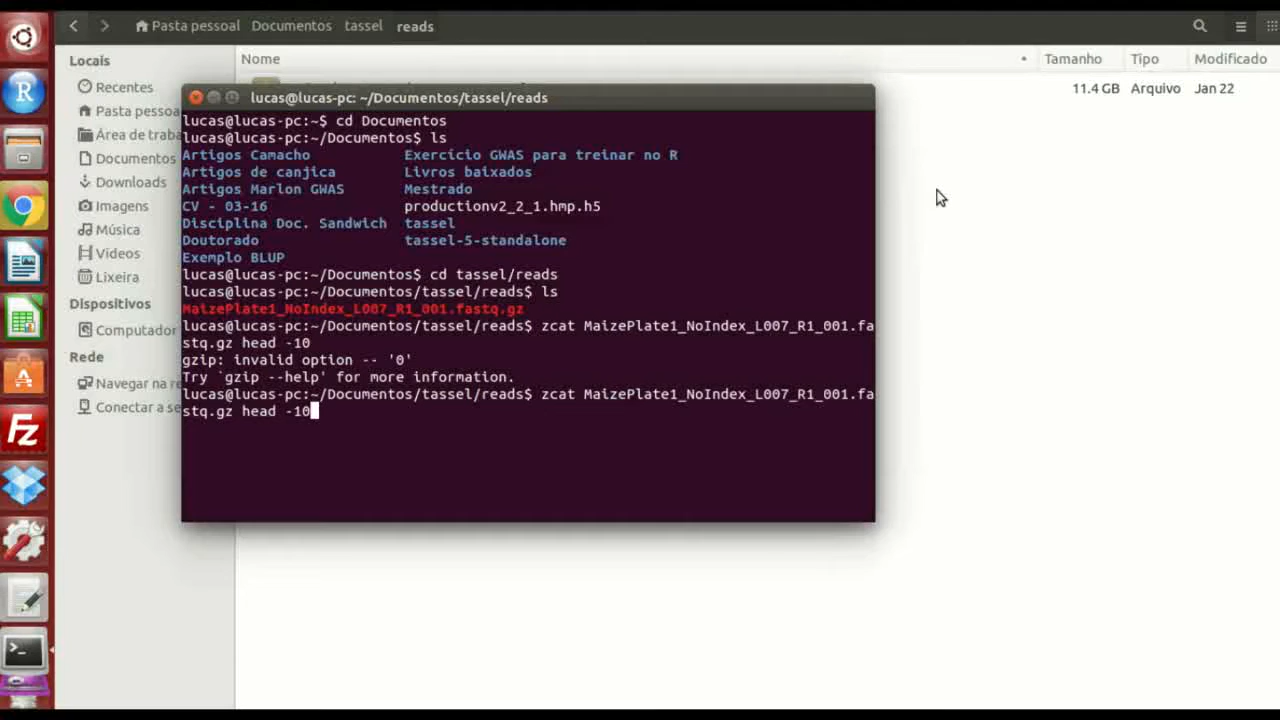 Pasta pessoal Documentos tassel reads
Locais
Recentes
Pasta pessoa
Área de traba
Documentos
Downloads
Imagens
Música
Vídeos
Lixeira
Dispositivos
Computador
Rede
Navegar na re
Conectar a se
Nome Tamanho Tipo Modificado
11.4 GB Arquivo Jan 22
lucas@lucas-pc: ~/Documentos/tassel/reads
lucas@lucas-pc:~$ cd Documentos
lucas@lucas-pc:~/Documentos$ ls
Artigos Camacho Exercício GWAS para treinar no R
Artigos de canjica Livros baixados
Artigos Marlon GWAS Mestrado
CV - 03-16 productionv2_2_1.hmp.h5
Disciplina Doc. Sandwich tassel
Doutorado tassel-5-standalone
Exemplo BLUP
lucas@lucas-pc:~/Documentos$ cd tassel/reads
lucas@lucas-pc:~/Documentos/tassel/reads$ ls
MaizePlate1_NoIndex_L007_R1_001.fastq.gz
lucas@lucas-pc:~/Documentos/tassel/reads$ zcat MaizePlate1_NoIndex_L007_R1_001.fa
stq.gz head -10
gzip: invalid option -- '0'
Try `gzip --help' for more information.
lucas@lucas-pc:~/Documentos/tassel/reads$ zcat MaizePlate1_NoIndex_L007_R1_001.fa
stq.gz head -10